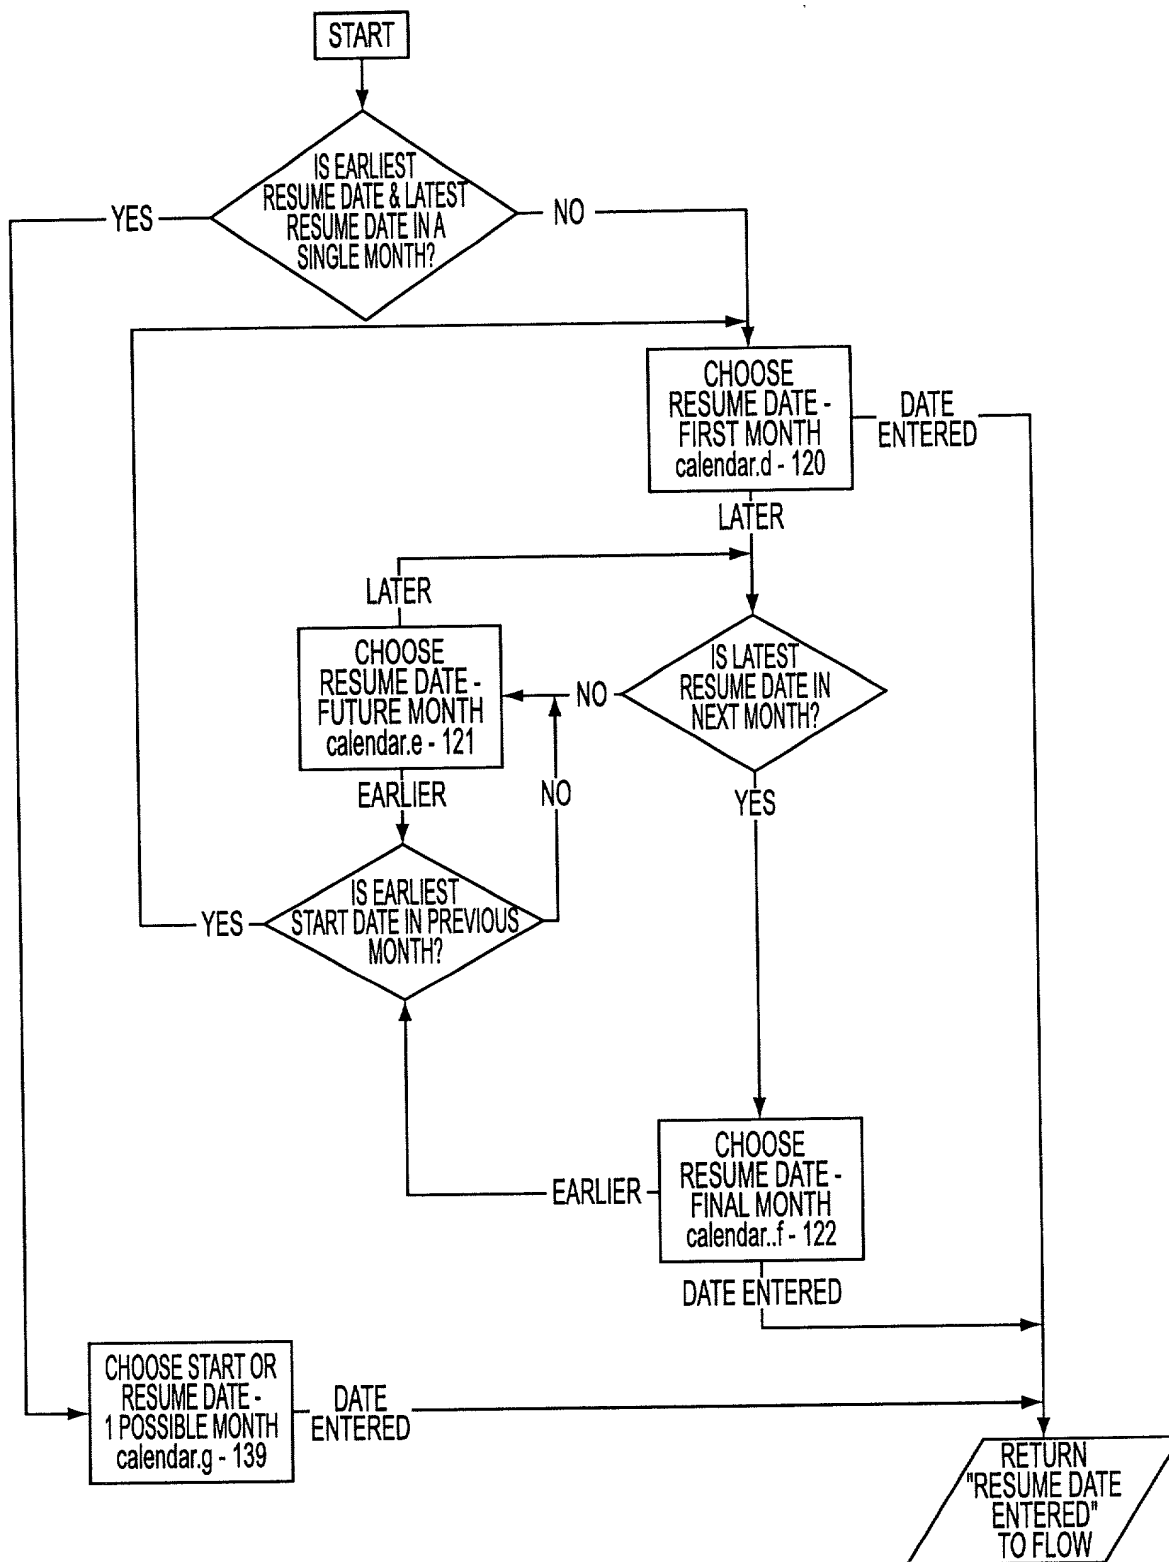 START
IS EARLIEST
RESUME DATE & LATEST
RESUME DATE IN A
SINGLE MONTH?
YES
NO
CHOOSE
RESUME DATE -
FIRST MONTH
calendar.d - 120
DATE
ENTERED
LATER
LATER
CHOOSE
RESUME DATE -
FUTURE MONTH
calendar.e - 121
NO
IS LATEST
RESUME DATE IN
NEXT MONTH?
EARLIER
NO
YES
IS EARLIEST
START DATE IN PREVIOUS
MONTH?
YES
CHOOSE
RESUME DATE -
FINAL MONTH
calendar..f - 122
EARLIER
DATE ENTERED
CHOOSE START OR
RESUME DATE -
1 POSSIBLE MONTH
calendar.g - 139
DATE
ENTERED
RETURN
"RESUME DATE
ENTERED"
TO FLOW